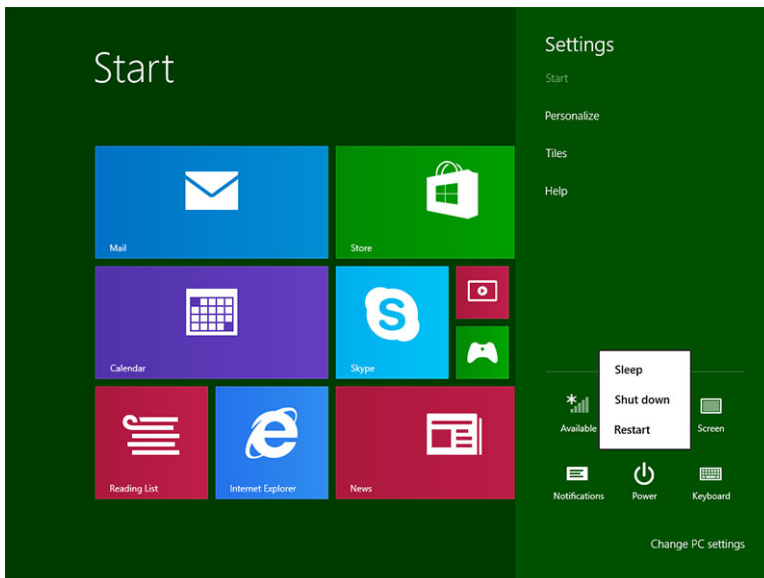 Start
Mail
Store
Calendar
Skype
Reading List
Internet Explorer
News
Settings
Start
Personalize
Tiles
Help
Sleep
Shut down
Restart
Available
Screen
Notifications
Power
Keyboard
Change PC settings